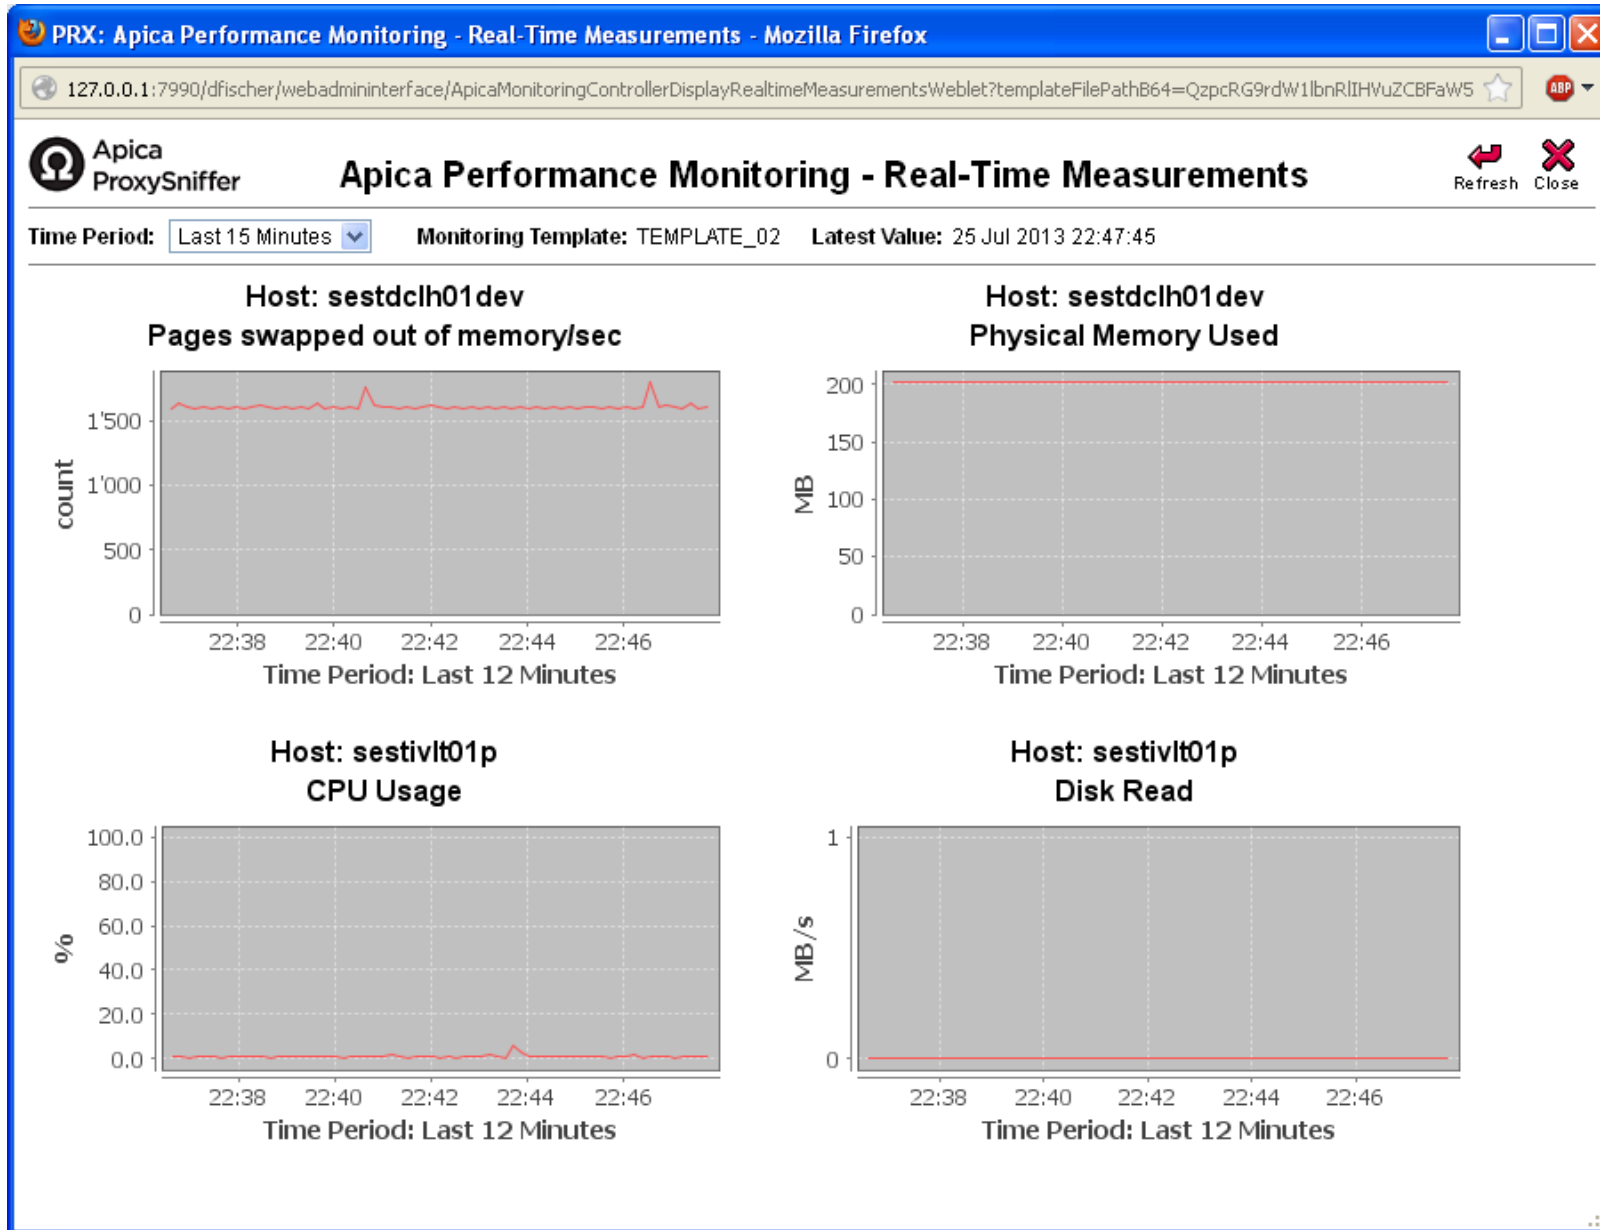 PRX: Apica Performance Monitoring - Real-Time Measurements - Mozilla Firefox
127.0.0.1:7990/dfischer/webadmininterface/ApicaMonitoringControllerDisplayRealtimeMeasurementsWeblet?templateFilePathB64=QzpcRG9rdW1lbnRlIHVuZCBFaW5
ABP
Apica
ProxySniffer
Apica Performance Monitoring - Real-Time Measurements
Refresh
Close
Time Period: Last 15 Minutes Monitoring Template: TEMPLATE_02 Latest Value: 25 Jul 2013 22:47:45
Host: sestdclh01dev
Pages swapped out of memory/sec
count
1'500
1'000
500
0
22:38 22:40 22:42 22:44 22:46
Time Period: Last 12 Minutes
Host: sestdclh01dev
Physical Memory Used
MB
200
150
100
50
0
22:38 22:40 22:42 22:44 22:46
Time Period: Last 12 Minutes
Host: sestivlt01p
CPU Usage
%
100.0
80.0
60.0
40.0
20.0
0.0
22:38 22:40 22:42 22:44 22:46
Time Period: Last 12 Minutes
Host: sestivlt01p
Disk Read
MB/s
1
0
22:38 22:40 22:42 22:44 22:46
Time Period: Last 12 Minutes